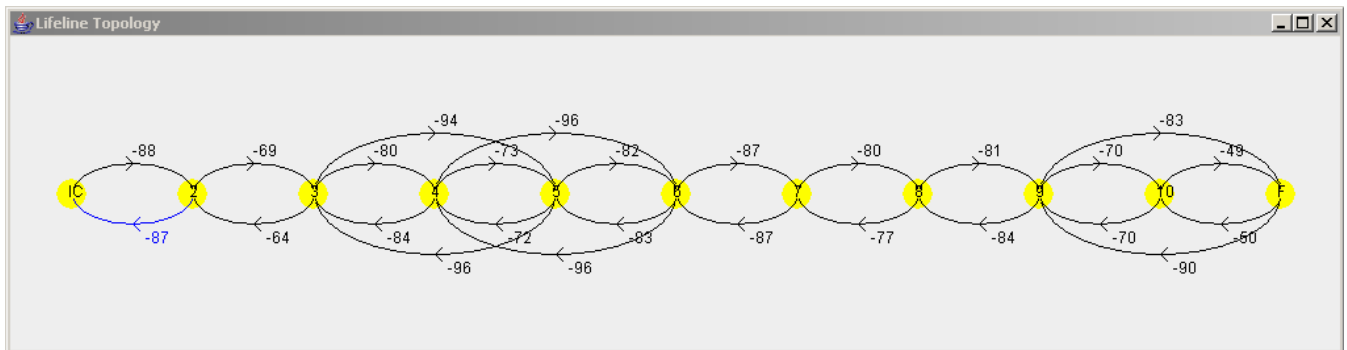 Lifeline Topology
-94 -96 -83
-88 -69 -80 -73 -82 -87 -80 -81 -70 -49
IC 2 3 4 5 6 7 8 9 10 F
-87 -64 -84 -72 -83 -87 -77 -84 -70 -50
-96 -96 -90